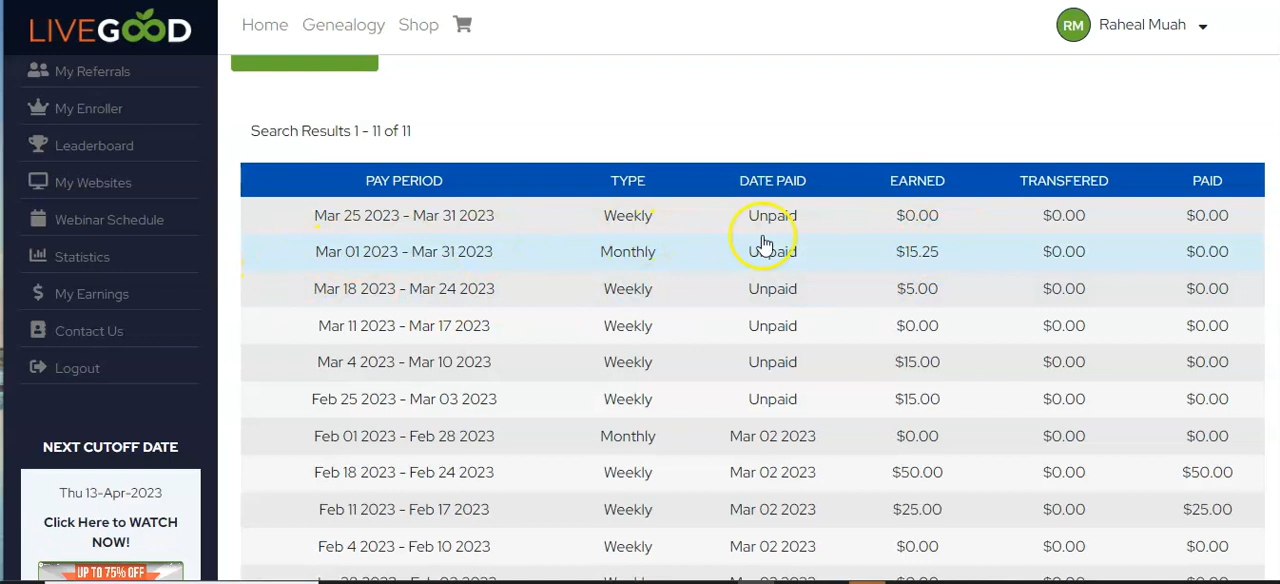 LIVEGOOD
Home Genealogy Shop
RM Raheal Muah
My Referrals
My Enroller
Leaderboard
My Websites
Webinar Schedule
Statistics
My Earnings
Contact Us
Logout
NEXT CUTOFF DATE
Thu 13-Apr-2023
Click Here to WATCH
NOW!
UP TO 75% OFF
Search Results 1 - 11 of 11
PAY PERIOD TYPE DATE PAID EARNED TRANSFERED PAID
Mar 25 2023 - Mar 31 2023 Weekly Unpaid $0.00 $0.00 $0.00
Mar 01 2023 - Mar 31 2023 Monthly Unpaid $15.25 $0.00 $0.00
Mar 18 2023 - Mar 24 2023 Weekly Unpaid $5.00 $0.00 $0.00
Mar 11 2023 - Mar 17 2023 Weekly Unpaid $0.00 $0.00 $0.00
Mar 4 2023 - Mar 10 2023 Weekly Unpaid $15.00 $0.00 $0.00
Feb 25 2023 - Mar 03 2023 Weekly Unpaid $15.00 $0.00 $0.00
Feb 01 2023 - Feb 28 2023 Monthly Mar 02 2023 $0.00 $0.00 $0.00
Feb 18 2023 - Feb 24 2023 Weekly Mar 02 2023 $50.00 $0.00 $50.00
Feb 11 2023 - Feb 17 2023 Weekly Mar 02 2023 $25.00 $0.00 $25.00
Feb 4 2023 - Feb 10 2023 Weekly Mar 02 2023 $0.00 $0.00 $0.00